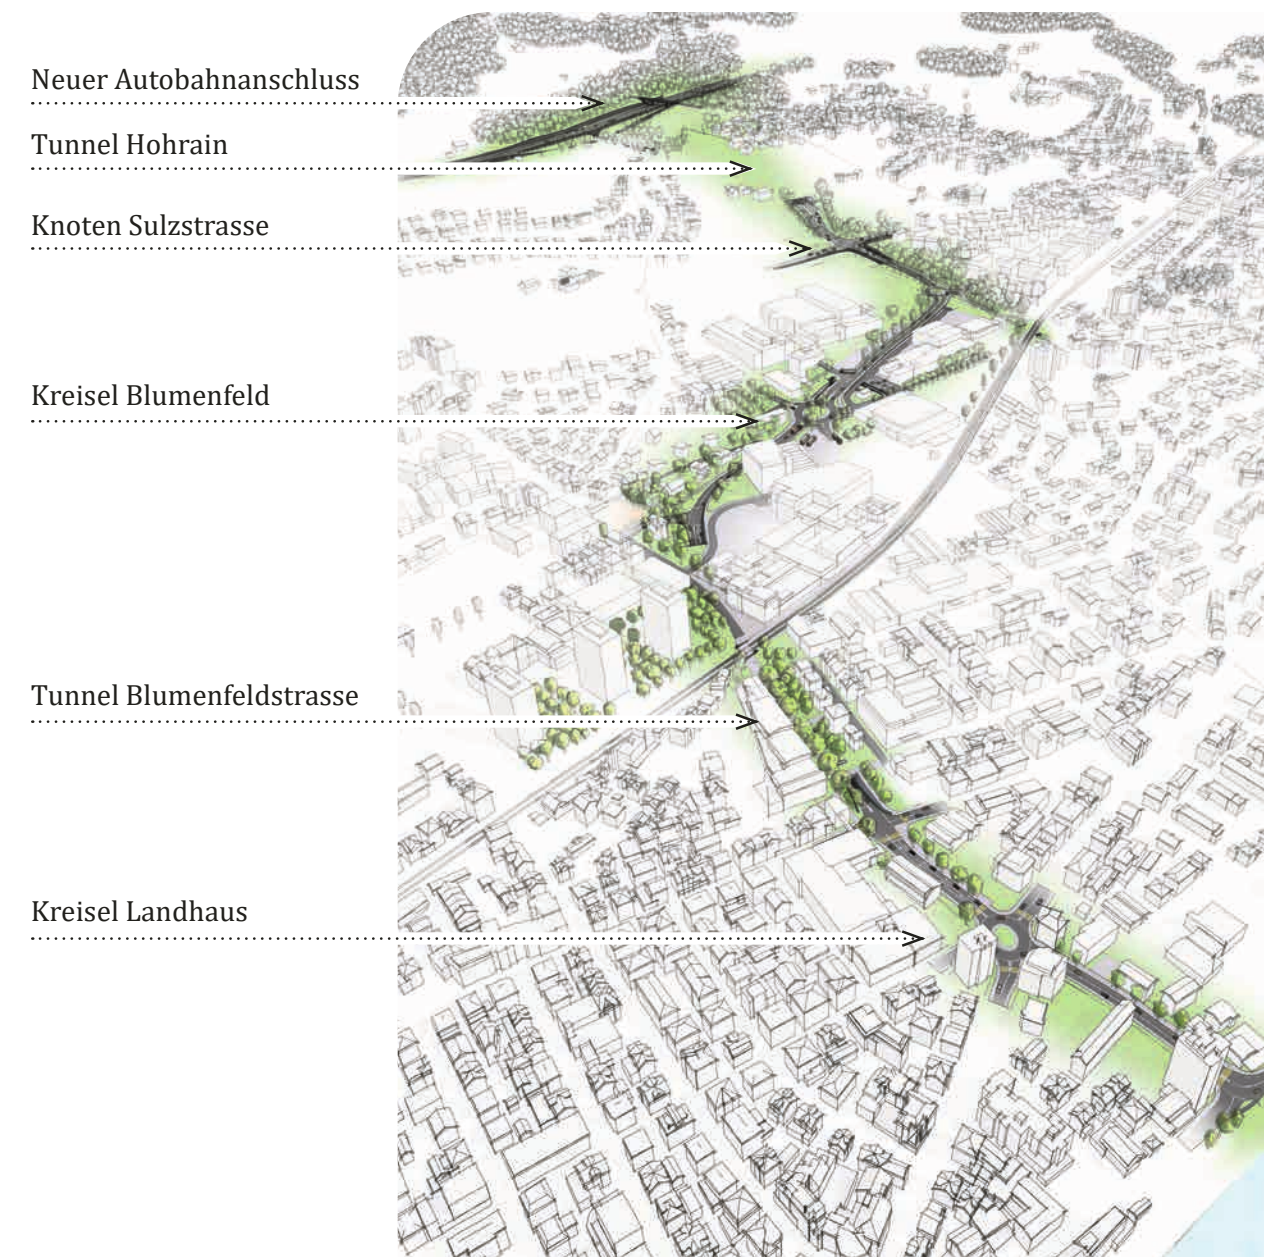 Neuer Autobahnanschluss
Tunnel Hohrain
Knoten Sulzstrasse
Kreisel Blumenfeld
Tunnel Blumenfeldstrasse
Kreisel Landhaus